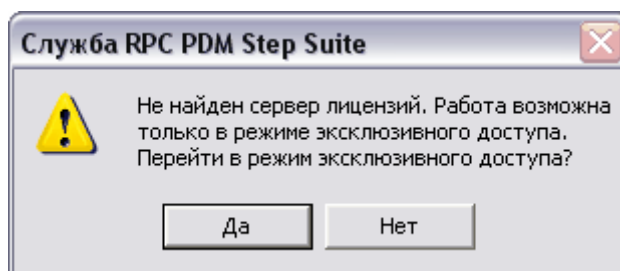 Служба RPC PDM Step Suite
Не найден сервер лицензий. Работа возможна
только в режиме эксклюзивного доступа.
Перейти в режим эксклюзивного доступа?
Да
Нет